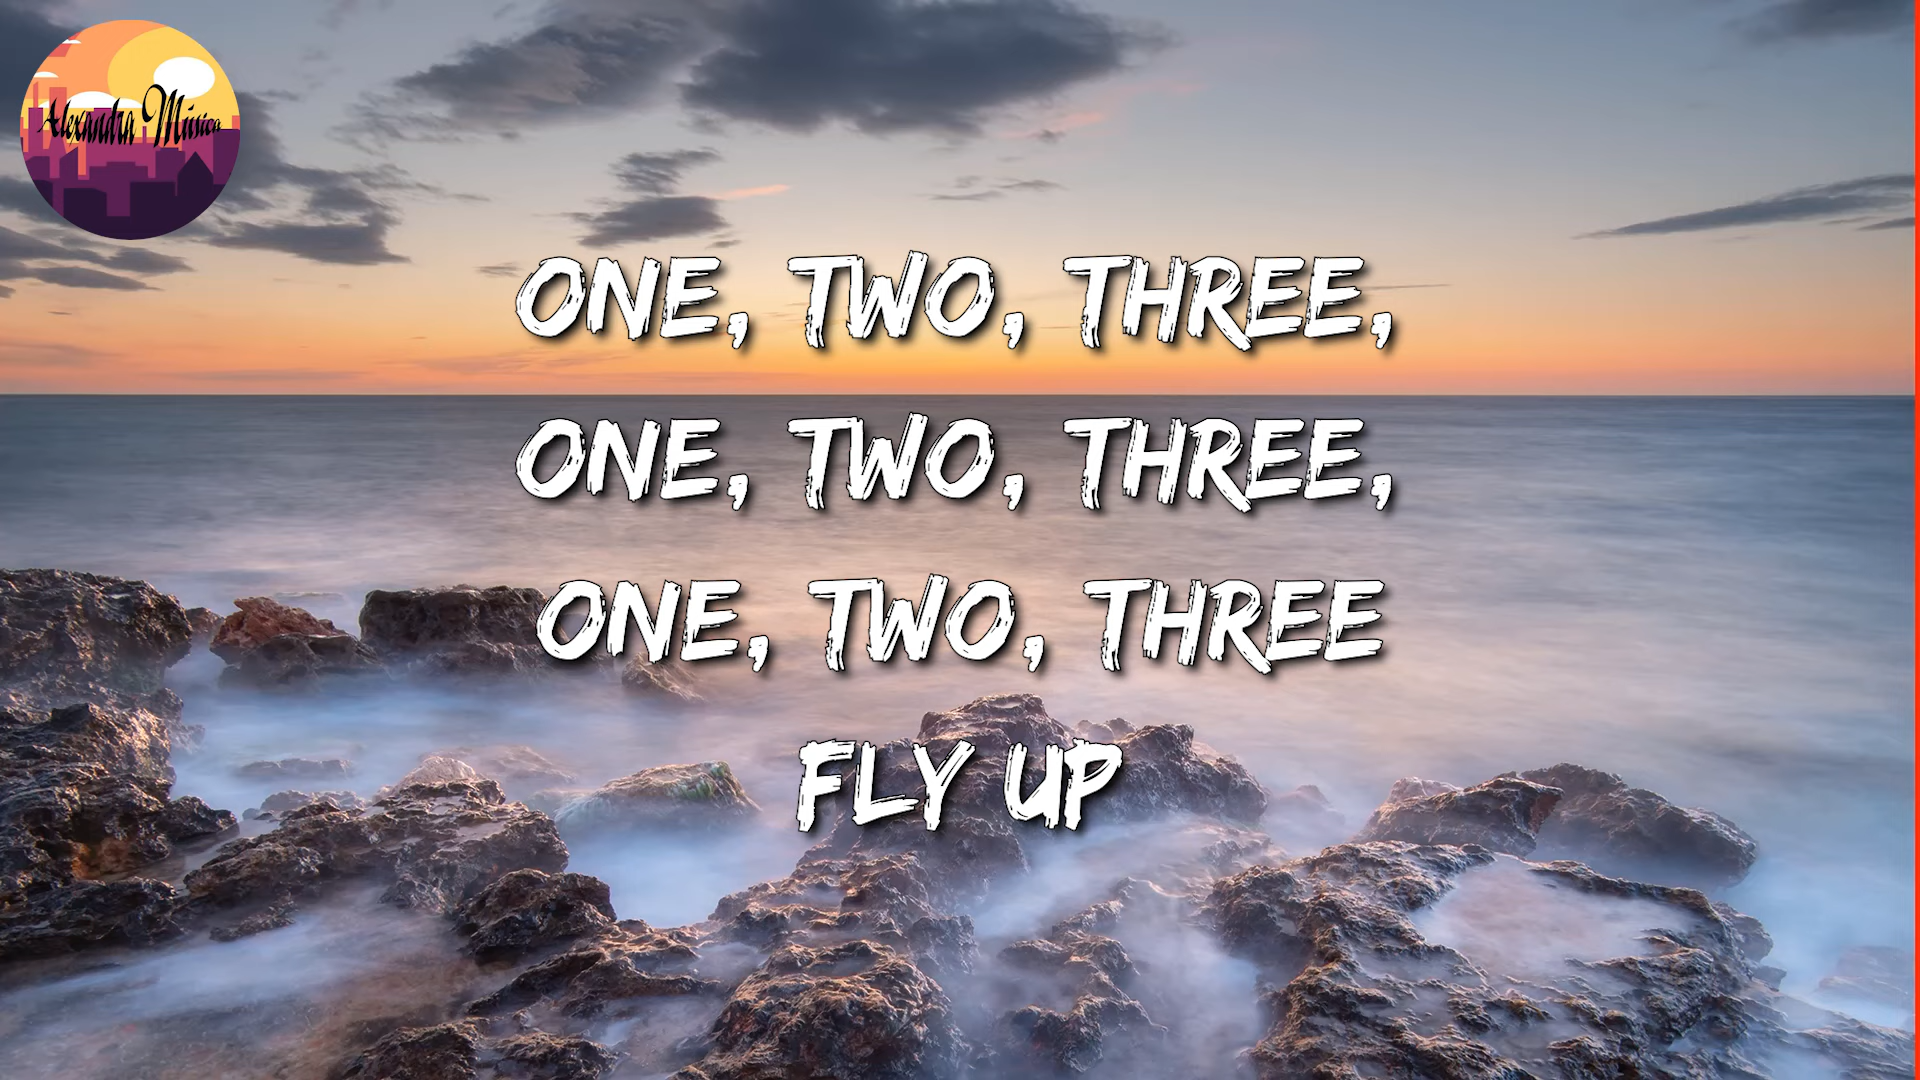 Alexandra Música
ONE, TWO, THREE,
ONE, TWO, THREE,
ONE, TWO, THREE
FLY UP